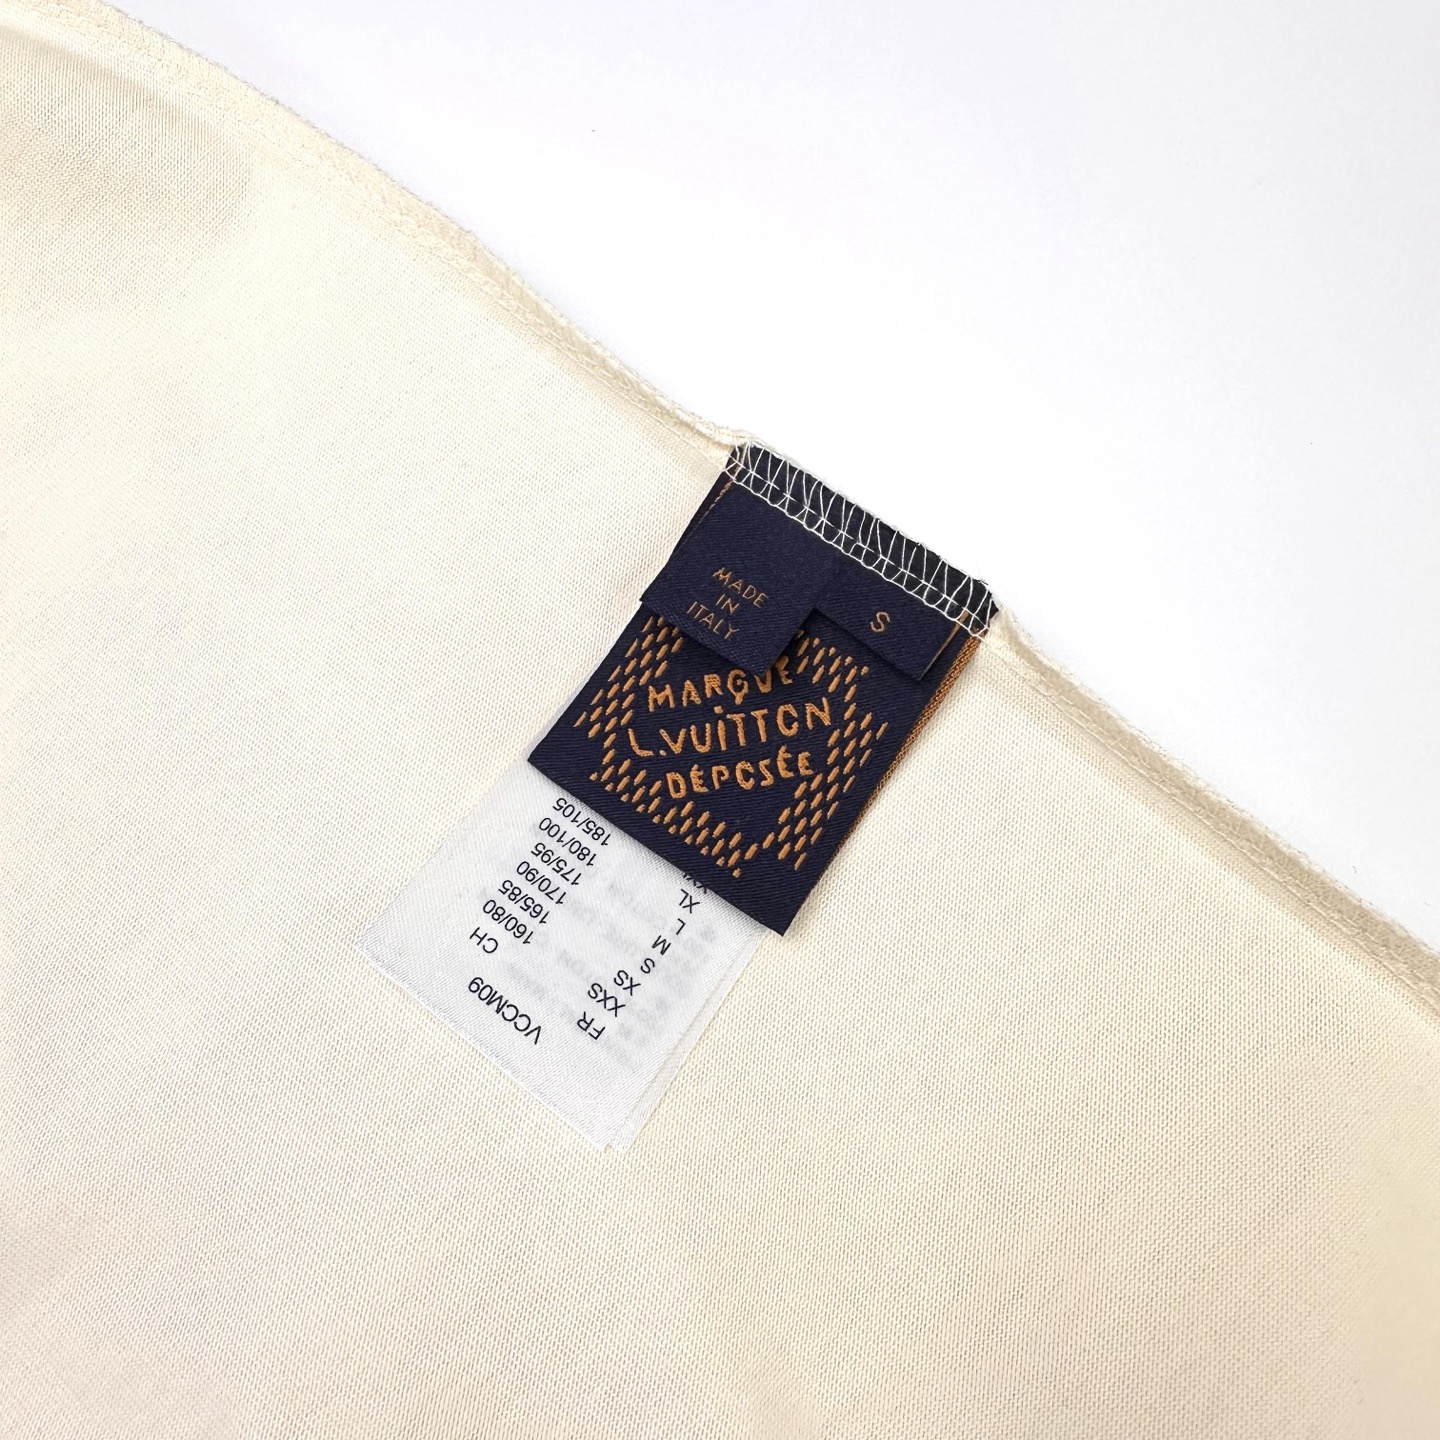 MADE
IN
ITALY
S
MARQUE
L.VUITTON
DÉPOSÉE
VCCM09
FR CH
XXS 160/80
XS 165/85
S 170/90
M 175/95
L 180/100
XL 185/105